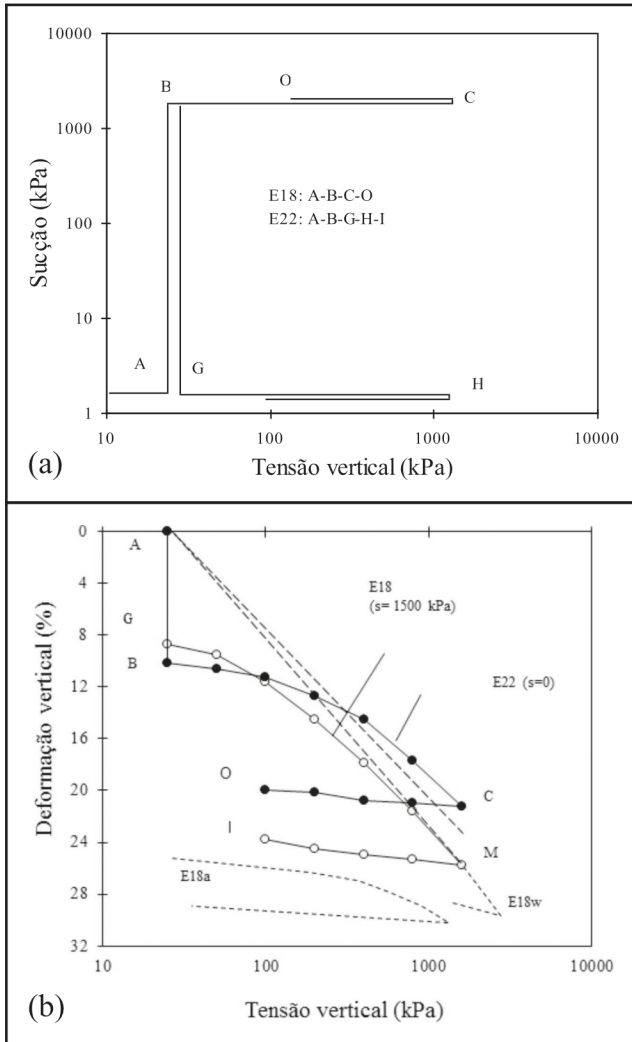 10000
1000
100
10
1
Sucção (kPa)
B
O
C
E18: A-B-C-O
E22: A-B-G-H-I
A
G
H
10
100
1000
10000
Tensão vertical (kPa)
(a)
0
4
8
12
16
20
24
28
32
Deformação vertical (%)
A
E18
(s= 1500 kPa)
G
E22 (s=0)
B
O
C
I
M
E18a
E18w
10
100
1000
10000
Tensão vertical (kPa)
(b)